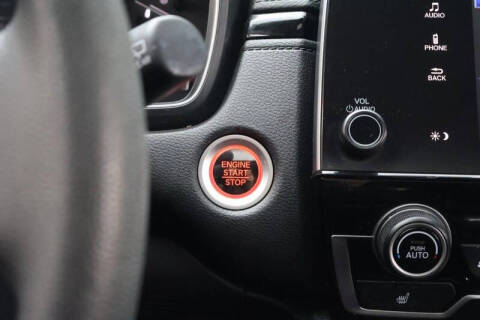 AUDIO
PHONE
BACK
VOL
AUDIO
ENGINE
START
STOP
PUSH
AUTO